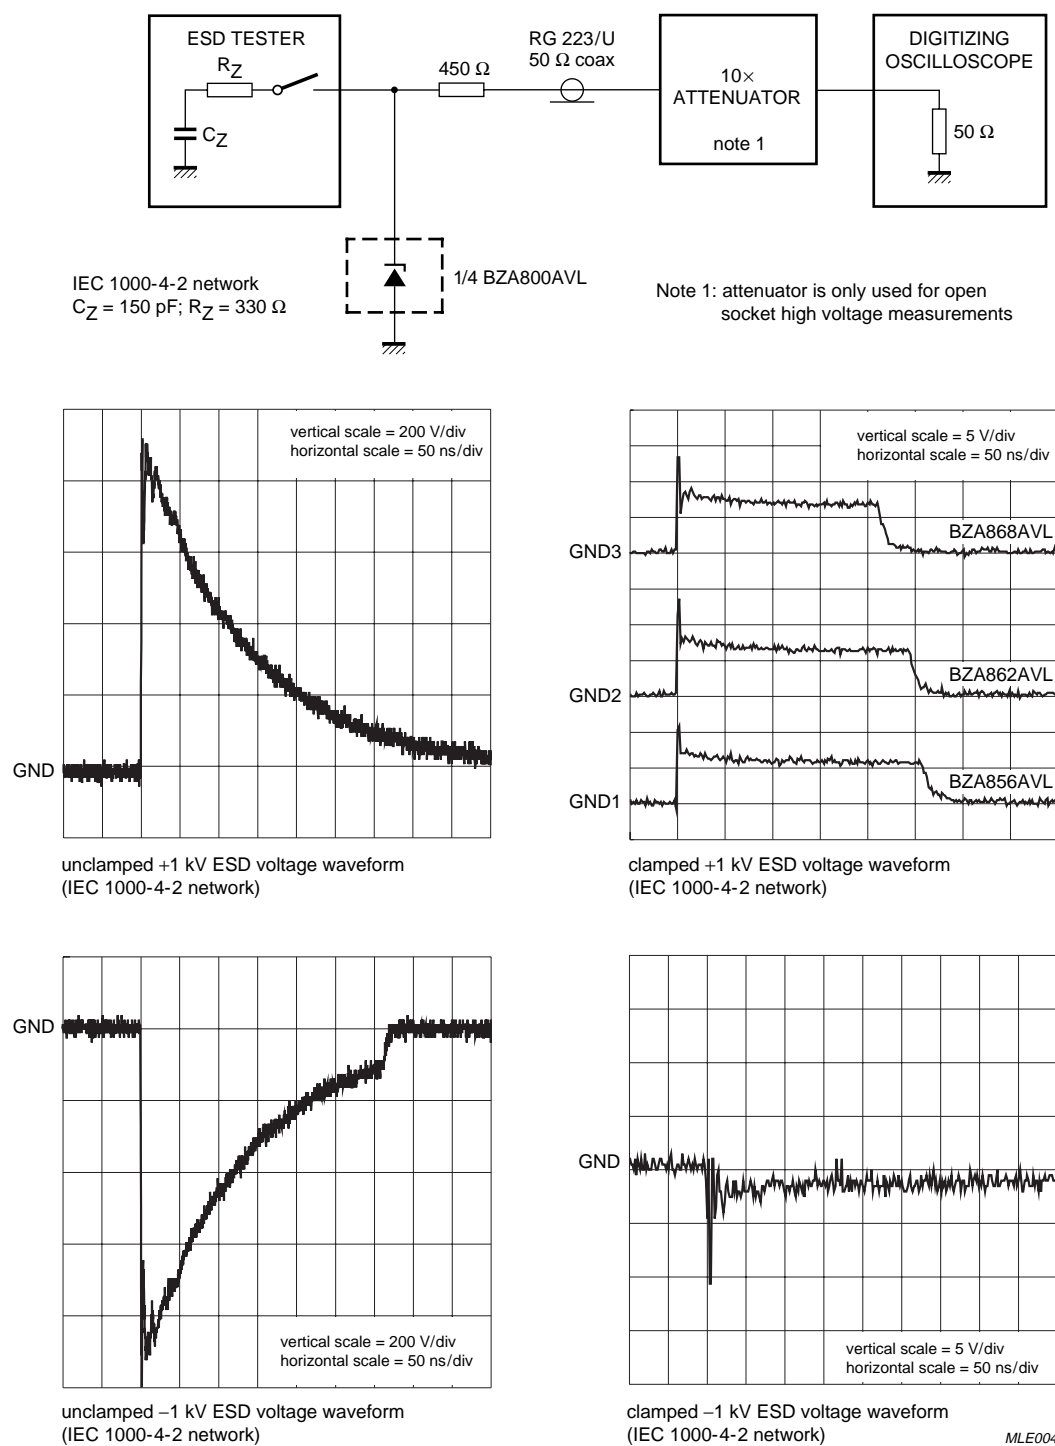 ESD TESTER
RZ
CZ
450 Ω
RG 223/U
50 Ω coax
10×
ATTENUATOR
note 1
DIGITIZING
OSCILLOSCOPE
50 Ω
1/4 BZA800AVL
IEC 1000-4-2 network
CZ = 150 pF; RZ = 330 Ω
Note 1: attenuator is only used for open
socket high voltage measurements
vertical scale = 200 V/div
horizontal scale = 50 ns/div
GND
unclamped +1 kV ESD voltage waveform
(IEC 1000-4-2 network)
vertical scale = 5 V/div
horizontal scale = 50 ns/div
GND3
BZA868AVL
GND2
BZA862AVL
GND1
BZA856AVL
clamped +1 kV ESD voltage waveform
(IEC 1000-4-2 network)
GND
vertical scale = 200 V/div
horizontal scale = 50 ns/div
unclamped −1 kV ESD voltage waveform
(IEC 1000-4-2 network)
GND
vertical scale = 5 V/div
horizontal scale = 50 ns/div
clamped −1 kV ESD voltage waveform
(IEC 1000-4-2 network)
MLE004